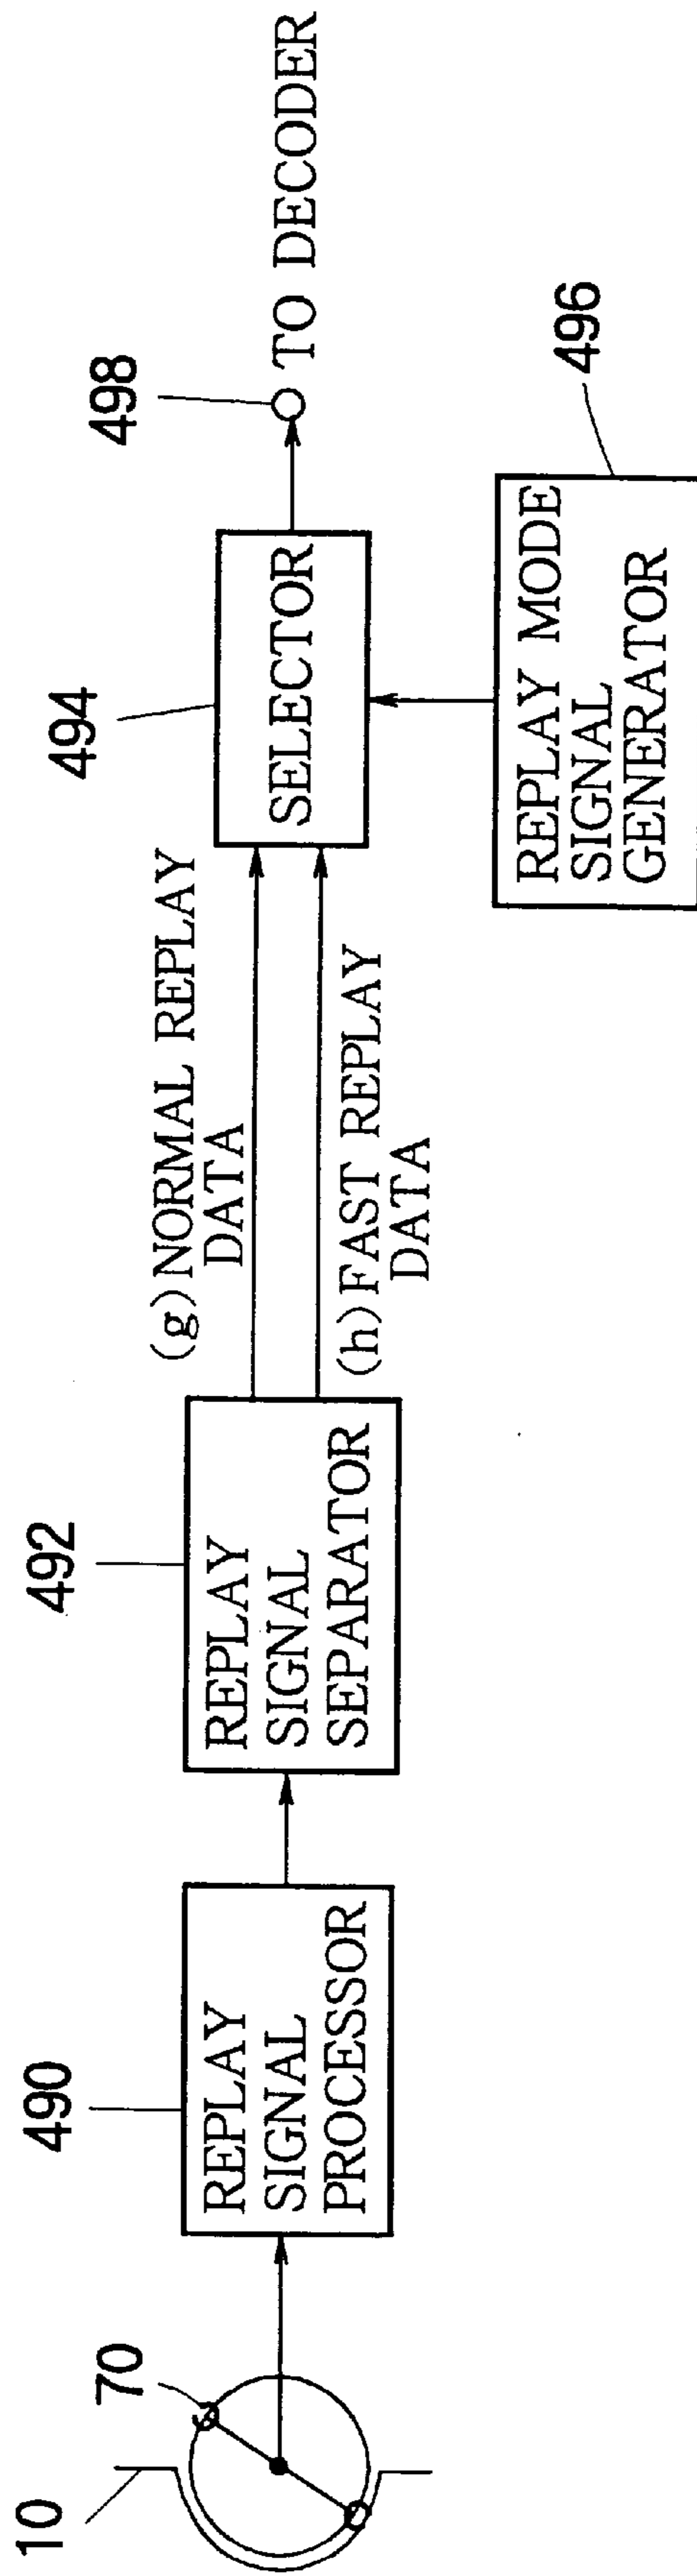 10
70
490
REPLAY
SIGNAL
PROCESSOR
492
REPLAY
SIGNAL
SEPARATOR
(g) NORMAL REPLAY
DATA
(h) FAST REPLAY
DATA
494
SELECTOR
498
TO DECODER
REPLAY MODE
SIGNAL
GENERATOR
496